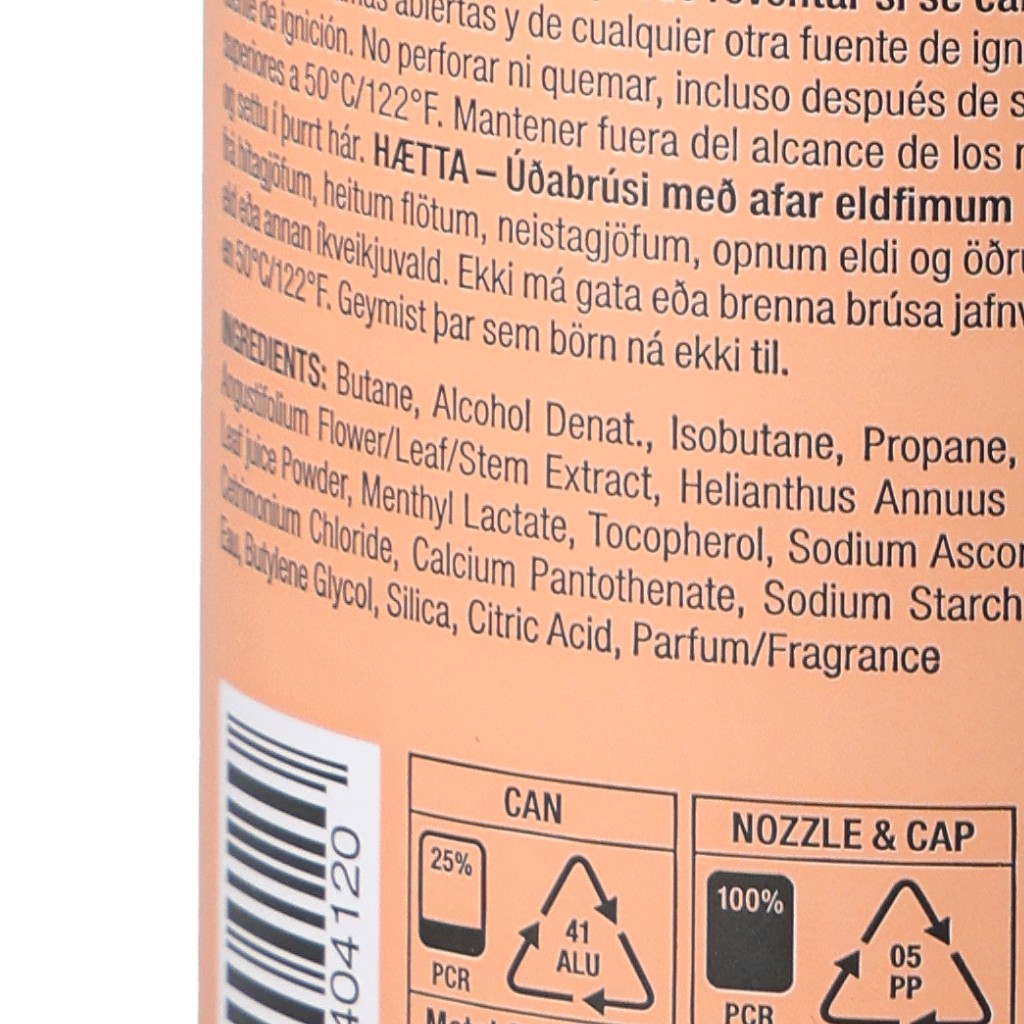 abiertas y de cualquier otra fuente de ign
de ignición. No perforar ni quemar, incluso después de s
superiores a 50°C/122°F. Mantener fuera del alcance de los
og settu í þurrt hár. HÆTTA – Úðabrúsi með afar eldfimum
frá hitagjöfum, heitum flötum, neistagjöfum, opnum eldi og öðru
eld eða annan íkveikjuvald. Ekki má gata eða brenna brúsa jafnv
en 50°C/122°F. Geymist þar sem börn ná ekki til.
INGREDIENTS: Butane, Alcohol Denat., Isobutane, Propane,
Angustifolium Flower/Leaf/Stem Extract, Helianthus Annuus
Leaf juice Powder, Menthyl Lactate, Tocopherol, Sodium Ascor
Cetrimonium Chloride, Calcium Pantothenate, Sodium Starch
Eau, Butylene Glycol, Silica, Citric Acid, Parfum/Fragrance
CAN
NOZZLE & CAP
25%
100%
41
ALU
05
PP
PCR
PCR
404120